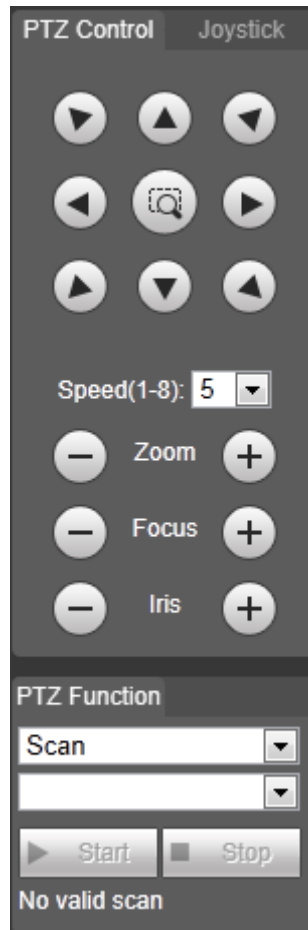 PTZ Control Joystick
Speed(1-8): 5
Zoom
Focus
Iris
PTZ Function
Scan
Start Stop
No valid scan